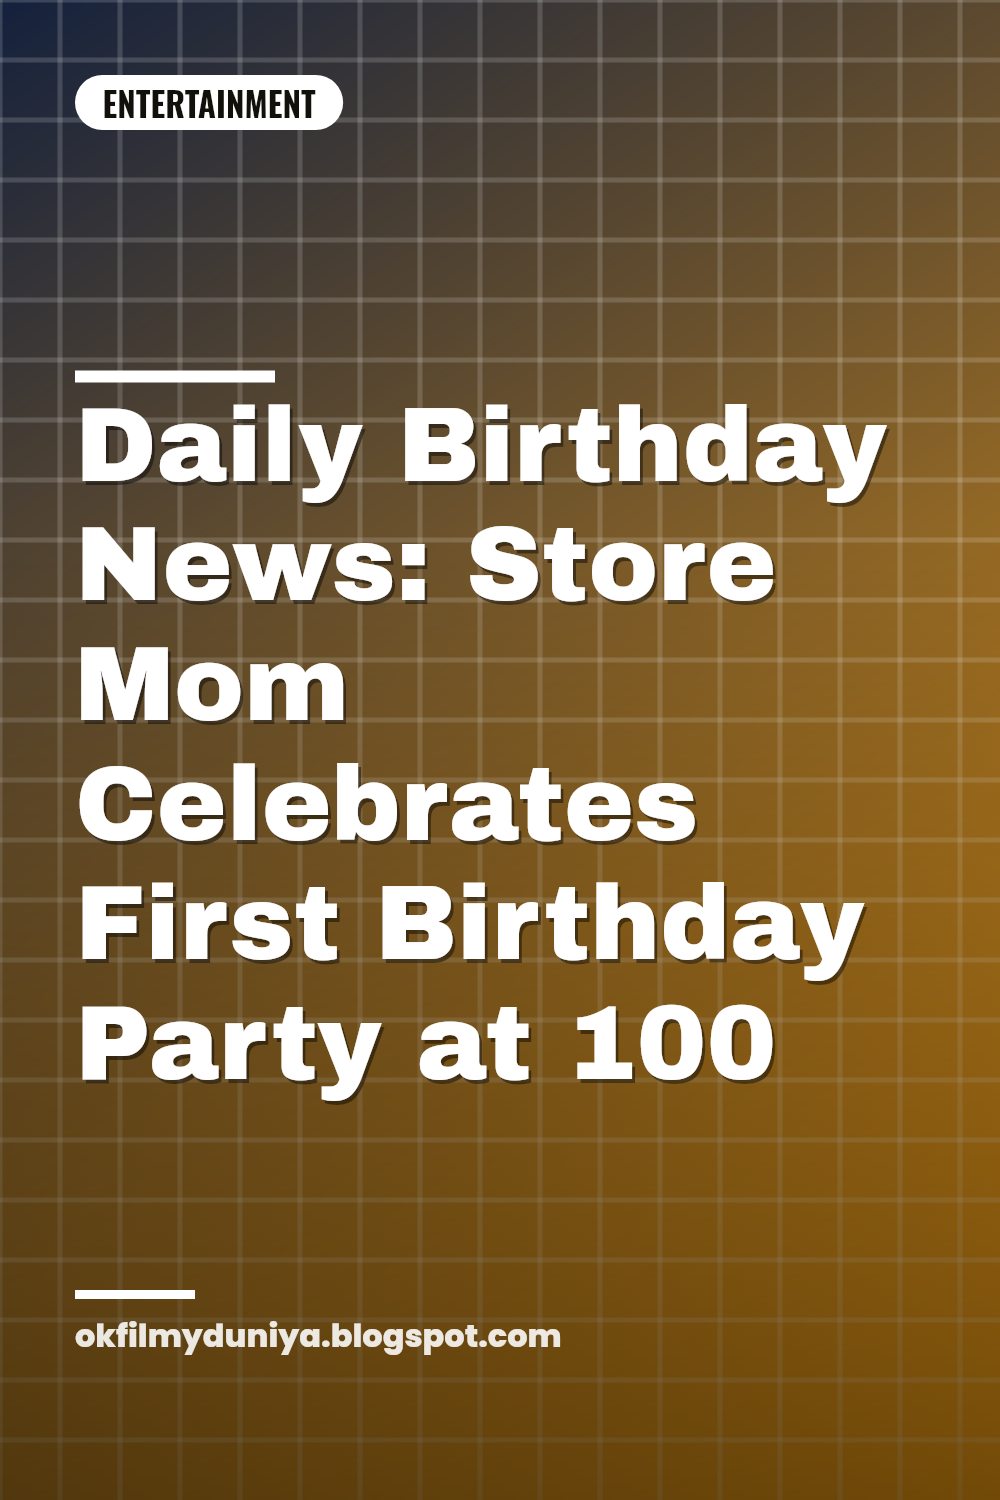 ENTERTAINMENT
Daily Birthday
News: Store
Mom
Celebrates
First Birthday
Party at 100
okfilmyduniya.blogspot.com